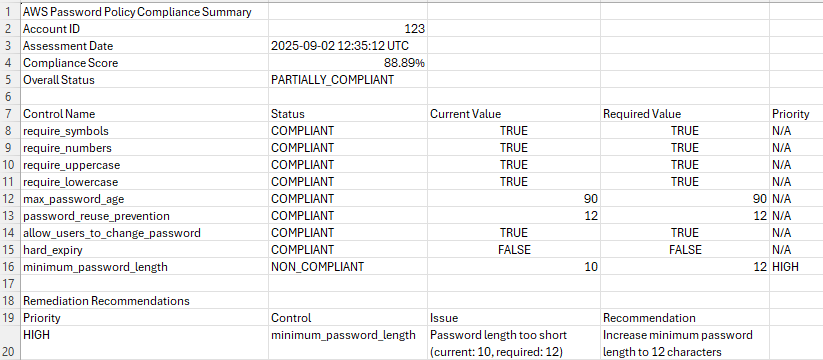 1 AWS Password Policy Compliance Summary
2 Account ID 123
3 Assessment Date 2025-09-02 12:35:12 UTC
4 Compliance Score 88.89%
5 Overall Status PARTIALLY_COMPLIANT
6
7 Control Name Status Current Value Required Value Priority
8 require_symbols COMPLIANT TRUE TRUE N/A
9 require_numbers COMPLIANT TRUE TRUE N/A
10 require_uppercase COMPLIANT TRUE TRUE N/A
11 require_lowercase COMPLIANT TRUE TRUE N/A
12 max_password_age COMPLIANT 90 90 N/A
13 password_reuse_prevention COMPLIANT 12 12 N/A
14 allow_users_to_change_password COMPLIANT TRUE TRUE N/A
15 hard_expiry COMPLIANT FALSE FALSE N/A
16 minimum_password_length NON_COMPLIANT 10 12 HIGH
17
18 Remediation Recommendations
19 Priority Control Issue Recommendation
HIGH minimum_password_length Password length too short Increase minimum password
20 (current: 10, required: 12) length to 12 characters